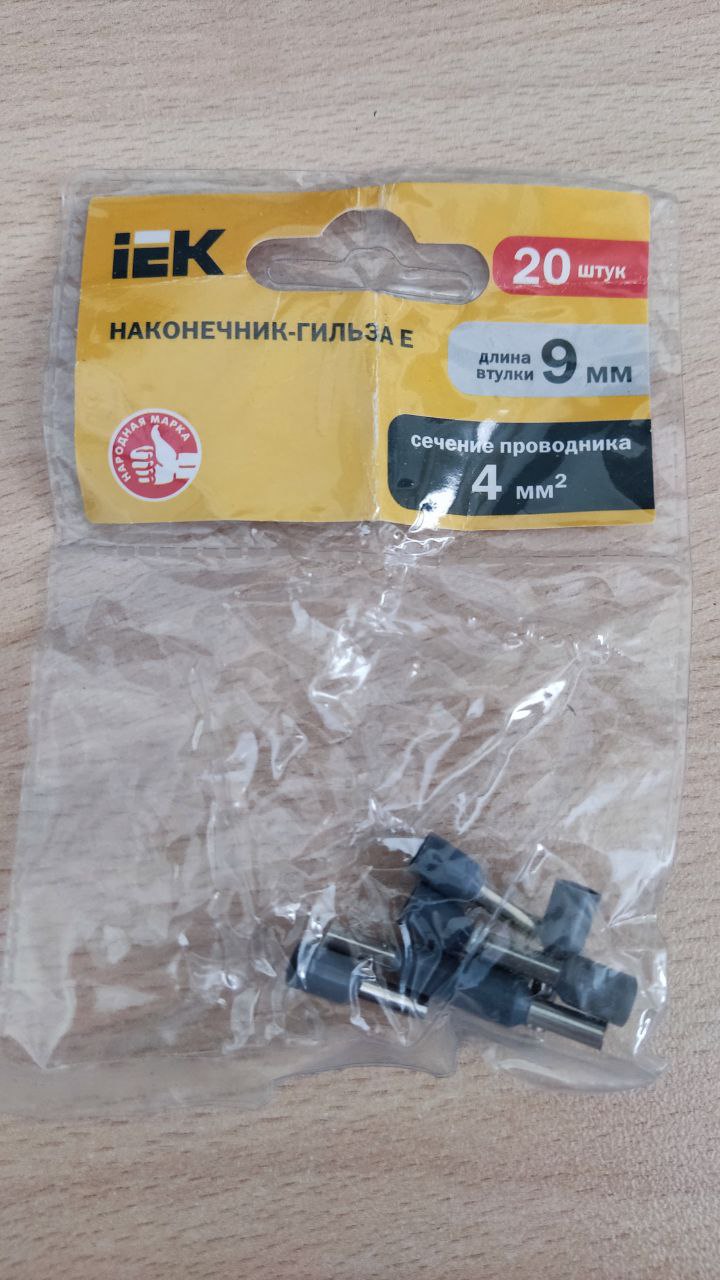 iEK
20 штук
НАКОНЕЧНИК-ГИЛЬЗА Е
длина
втулки 9 мм
НАРОДНАЯ МАРКА
сечение проводника
4 мм²